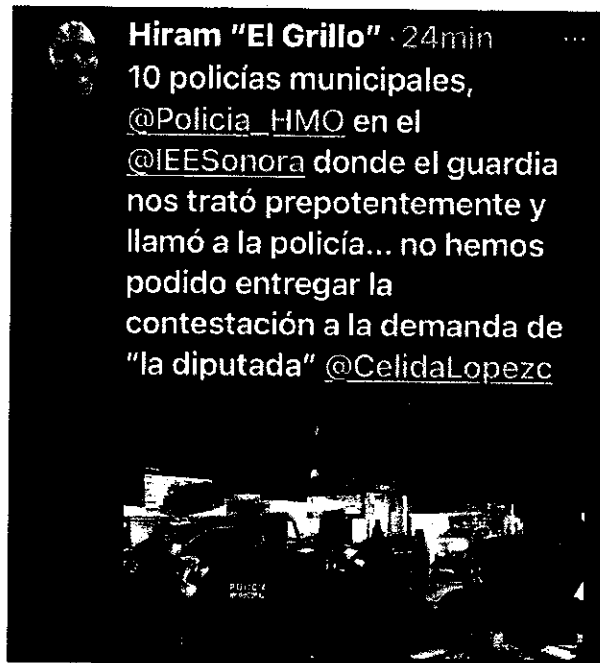 Hiram "El Grillo" · 24min ...
10 policías municipales,
@Policia_HMO en el
@IEESonora donde el guardia
nos trató prepotentemente y
llamó a la policía... no hemos
podido entregar la
contestación a la demanda de
"la diputada" @CelidaLopezc
POLICIA